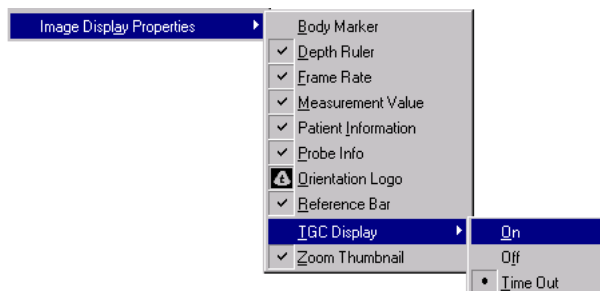 Image Display Properties
Body Marker
Depth Ruler
Frame Rate
Measurement Value
Patient Information
Probe Info
Orientation Logo
Reference Bar
TGC Display
On
Off
Zoom Thumbnail
Time Out